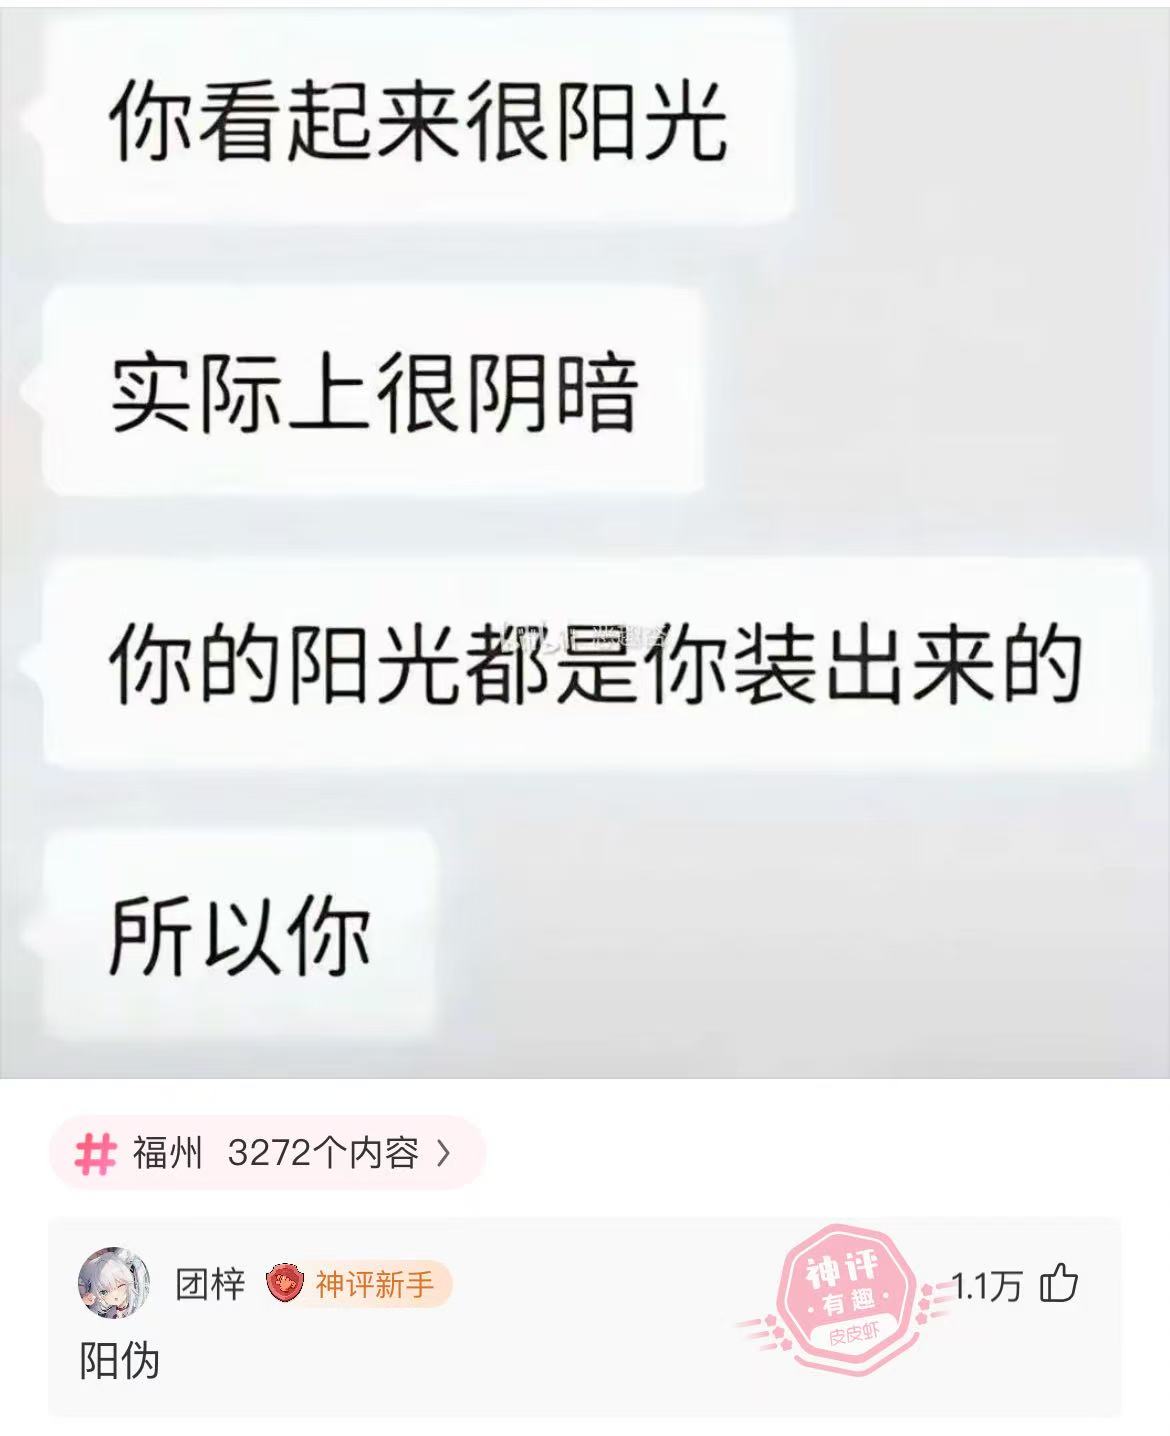 你看起来很阳光
实际上很阴暗
你的阳光都是你装出来的
所以你
福州 3272个内容
团梓 神评新手
神评
·有趣·
皮皮虾
1.1万
阳伪